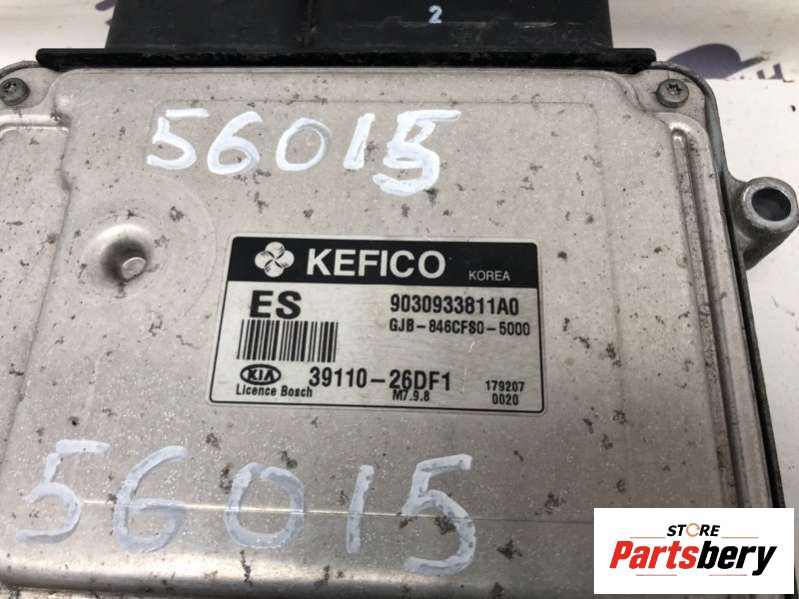 2
56015
KEFICO KOREA
ES 9030933811A0
GJB-846CFS0-5000
KIA 39110-26DF1 179207
Licence Bosch M7.9.8 0020
56015
STORE
Partsbery